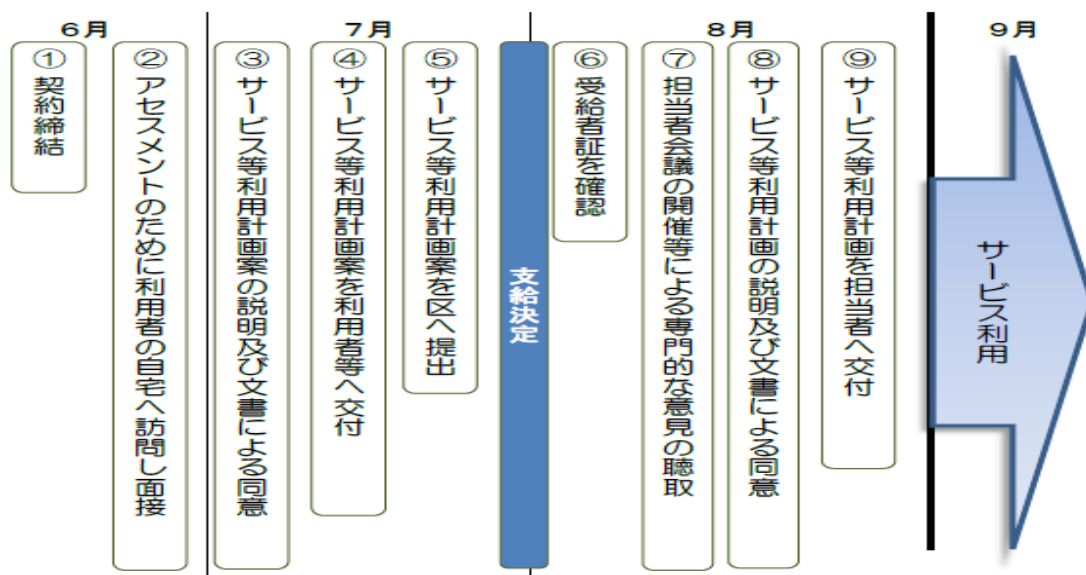 6月
7月
8月
9月
① 契約締結
② アセスメントのために利用者の自宅へ訪問し面接
③ サービス等利用計画案の説明及び文書による同意
④ サービス等利用計画案を利用者等へ交付
⑤ サービス等利用計画案を区へ提出
支給決定
⑥ 受給者証を確認
⑦ 担当者会議の開催等による専門的な意見の聴取
⑧ サービス等利用計画の説明及び文書による同意
⑨ サービス等利用計画を担当者へ交付
サービス利用